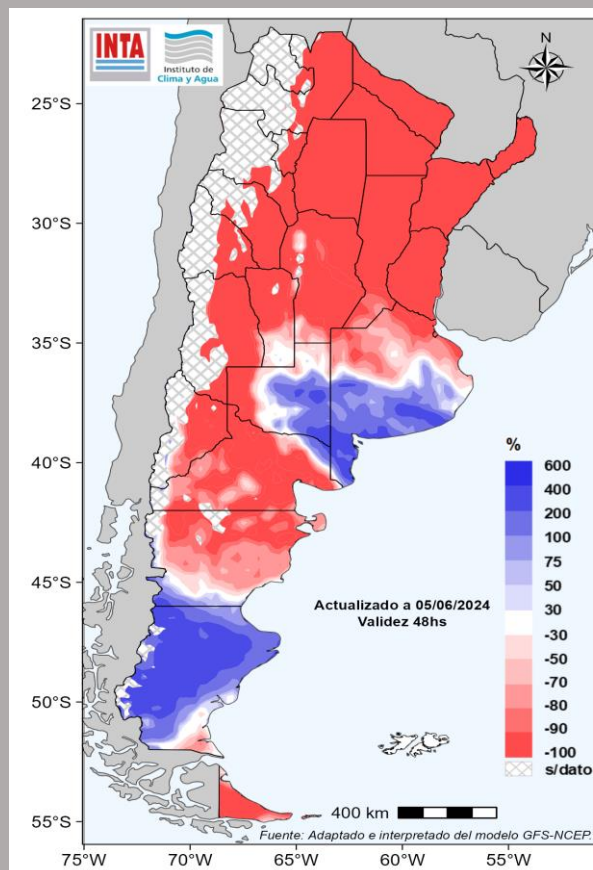 INTA
Instituto de
Clima y Agua
N
25°S
30°S
35°S
40°S
45°S
50°S
55°S
%
600
400
200
100
75
50
30
-30
-50
-70
-80
-90
-100
s/dato
Actualizado a 05/06/2024
Validez 48hs
400 km
Fuente: Adaptado e interpretado del modelo GFS-NCEP.
75°W
70°W
65°W
60°W
55°W